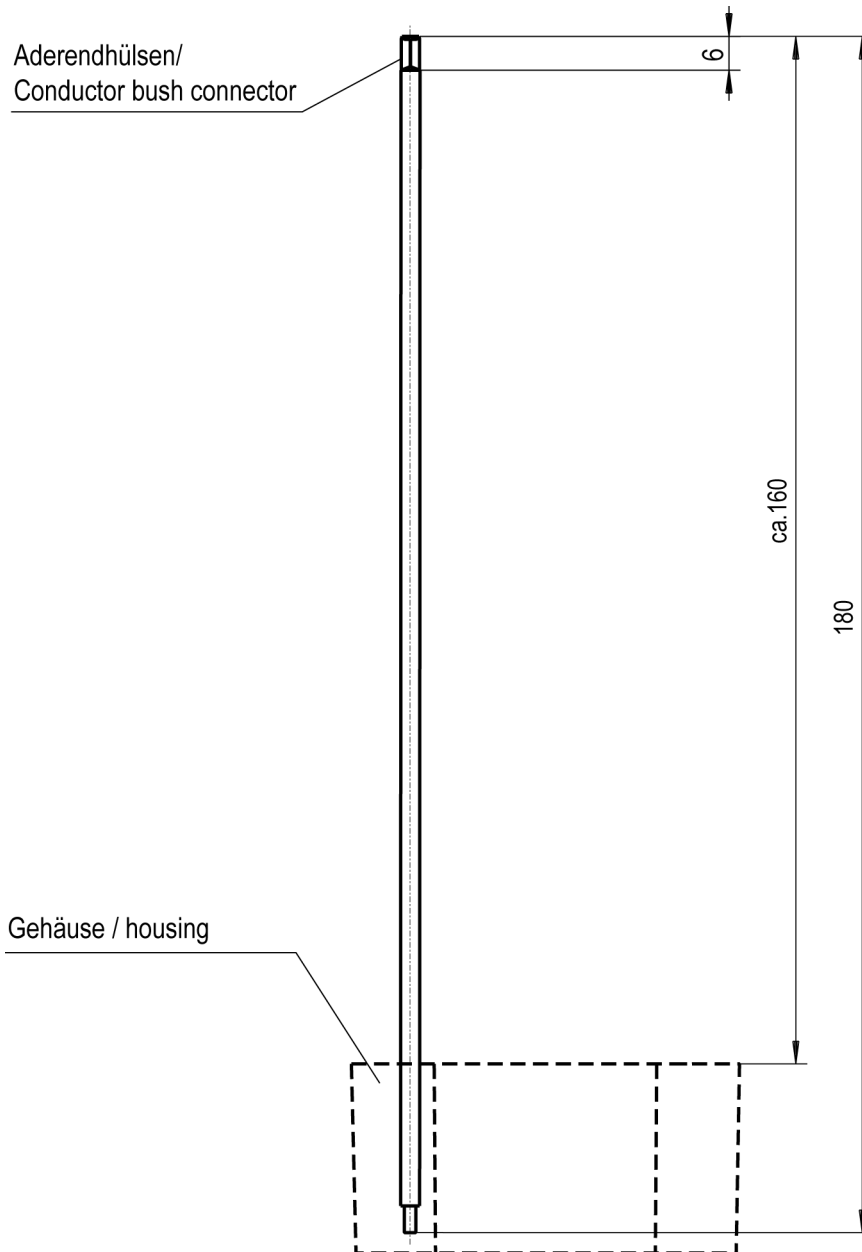 Aderendhülsen/
Conductor bush connector
6
ca.160
180
Gehäuse / housing